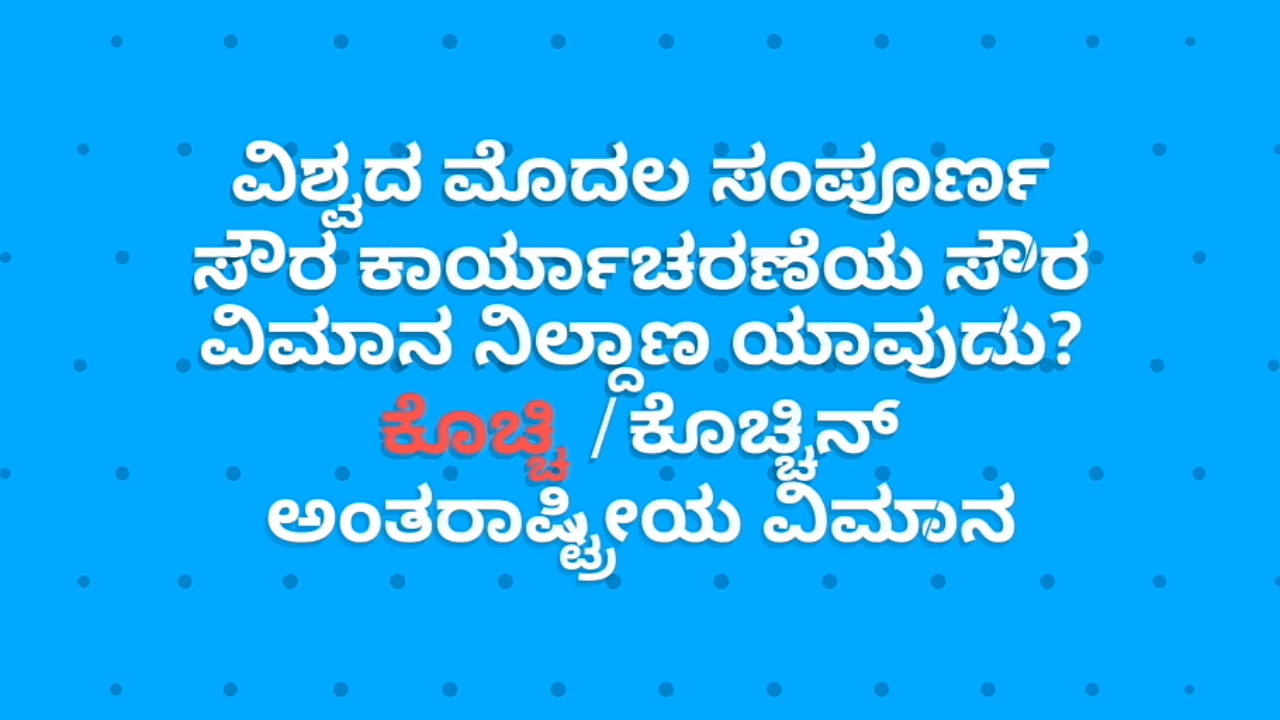 ವಿಶ್ವದ ಮೊದಲ ಸಂಪೂರ್ಣ
ಸೌರ ಕಾರ್ಯಾಚರಣೆಯ ಸೌರ
ವಿಮಾನ ನಿಲ್ದಾಣ ಯಾವುದು?
ಕೊಚ್ಚಿ /ಕೊಚ್ಚಿನ್
ಅಂತರಾಷ್ಟ್ರೀಯ ವಿಮಾನ